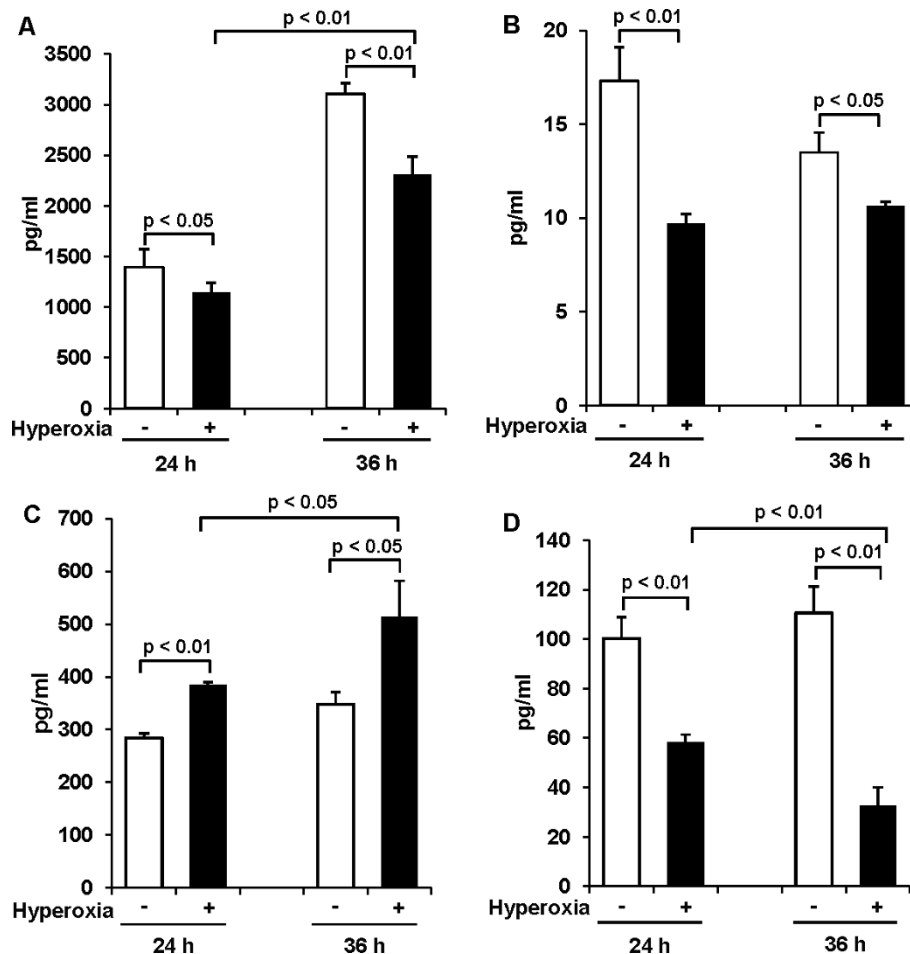 A
p < 0.01
3500
p < 0.01
3000
2500
2000
p < 0.05
1500
1000
500
0
pg/ml
Hyperoxia - + - +
24 h 36 h
B
p < 0.01
20
p < 0.05
15
10
5
0
pg/ml
Hyperoxia - + - +
24 h 36 h
C
700
p < 0.05
p < 0.05
600
500
p < 0.01
400
300
200
100
0
pg/ml
Hyperoxia - + - +
24 h 36 h
D
p < 0.01
140
p < 0.01
120
p < 0.01
100
80
60
40
20
0
pg/ml
Hyperoxia - + - +
24 h 36 h